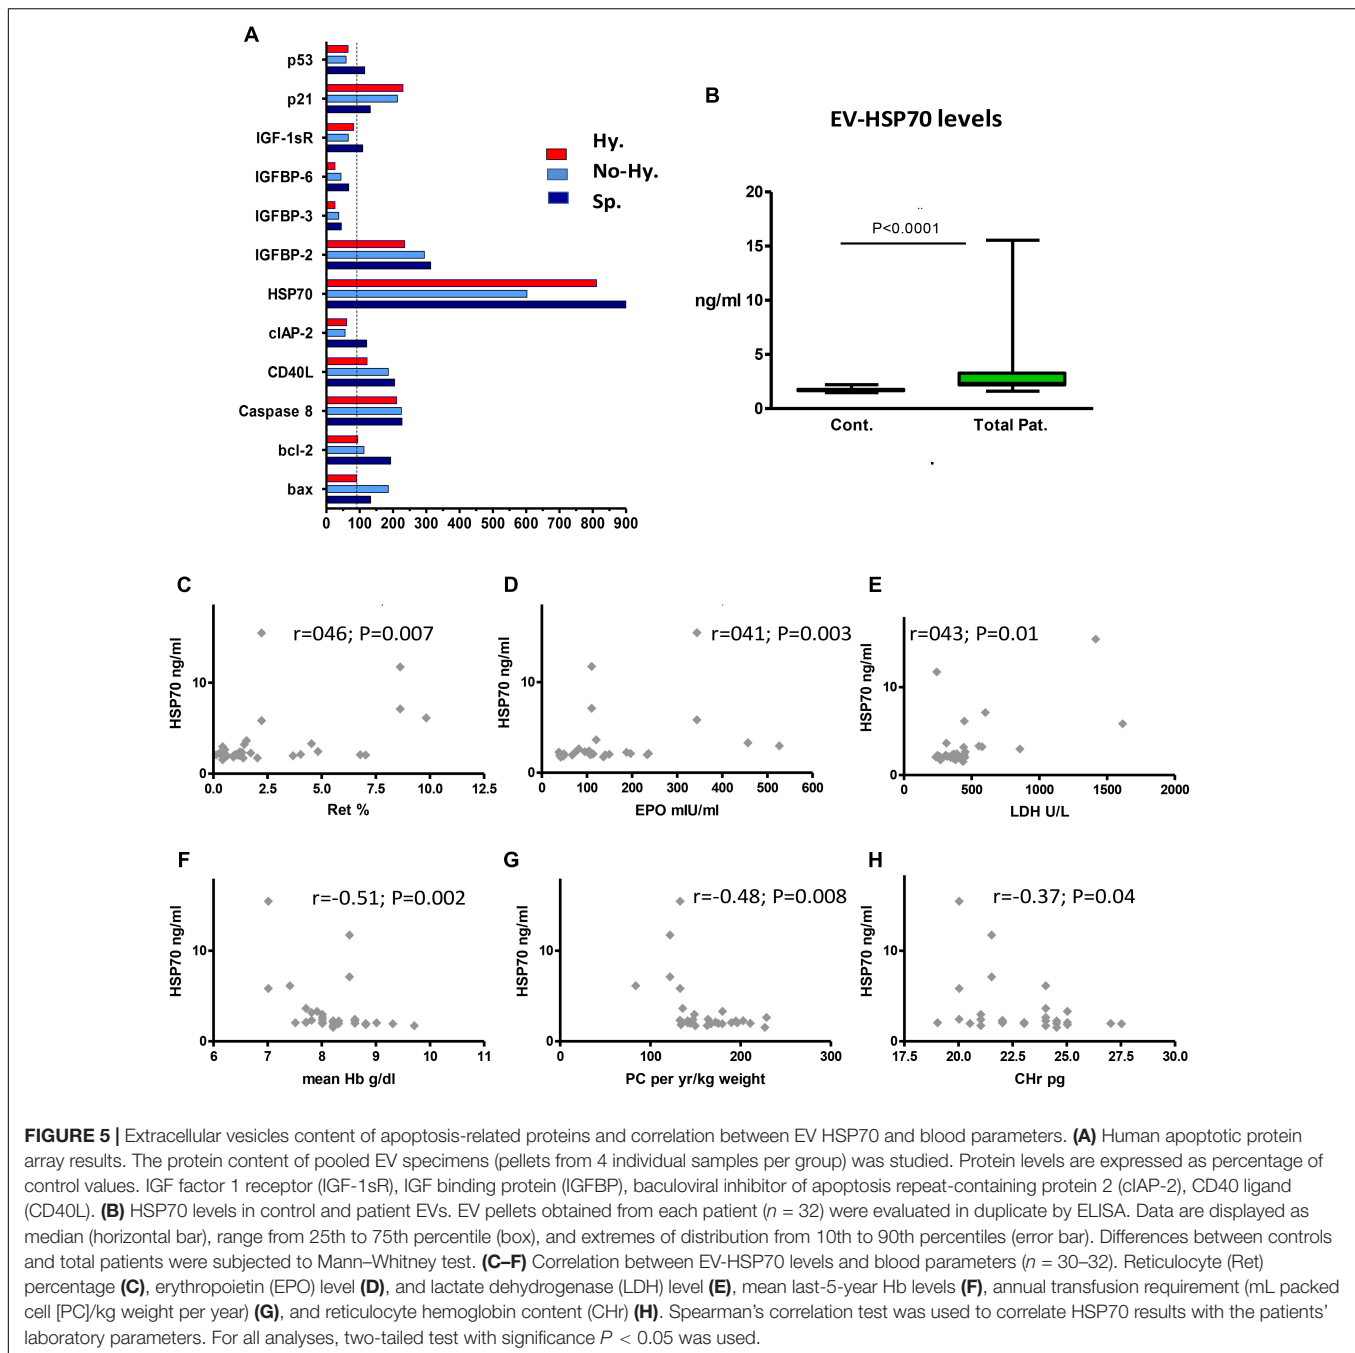 A
p53
p21
IGF-1sR
IGFBP-6
IGFBP-3
IGFBP-2
HSP70
cIAP-2
CD40L
Caspase 8
bcl-2
bax
0 100 200 300 400 500 600 700 800 900
Hy.
No-Hy.
Sp.
B
EV-HSP70 levels
20
15
ng/ml 10
5
0
P<0.0001
Cont. Total Pat.
C
r=046; P=0.007
HSP70 ng/ml
10
0
0.0 2.5 5.0 7.5 10.0 12.5
Ret %
D
r=041; P=0.003
HSP70 ng/ml
10
0
0 100 200 300 400 500 600
EPO mIU/ml
E
r=043; P=0.01
HSP70 ng/ml
10
0
0 500 1000 1500 2000
LDH U/L
F
r=-0.51; P=0.002
HSP70 ng/ml
10
0
6 7 8 9 10 11
mean Hb g/dl
G
r=-0.48; P=0.008
HSP70 ng/ml
10
0
0 100 200 300
PC per yr/kg weight
H
r=-0.37; P=0.04
HSP70 ng/ml
10
0
17.5 20.0 22.5 25.0 27.5 30.0
CHr pg
FIGURE 5 | Extracellular vesicles content of apoptosis-related proteins and correlation between EV HSP70 and blood parameters. (A) Human apoptotic protein
array results. The protein content of pooled EV specimens (pellets from 4 individual samples per group) was studied. Protein levels are expressed as percentage of
control values. IGF factor 1 receptor (IGF-1sR), IGF binding protein (IGFBP), baculoviral inhibitor of apoptosis repeat-containing protein 2 (cIAP-2), CD40 ligand
(CD40L). (B) HSP70 levels in control and patient EVs. EV pellets obtained from each patient (n = 32) were evaluated in duplicate by ELISA. Data are displayed as
median (horizontal bar), range from 25th to 75th percentile (box), and extremes of distribution from 10th to 90th percentiles (error bar). Differences between controls
and total patients were subjected to Mann–Whitney test. (C–F) Correlation between EV-HSP70 levels and blood parameters (n = 30–32). Reticulocyte (Ret)
percentage (C), erythropoietin (EPO) level (D), and lactate dehydrogenase (LDH) level (E), mean last-5-year Hb levels (F), annual transfusion requirement (mL packed
cell [PC]/kg weight per year) (G), and reticulocyte hemoglobin content (CHr) (H). Spearman's correlation test was used to correlate HSP70 results with the patients'
laboratory parameters. For all analyses, two-tailed test with significance P < 0.05 was used.